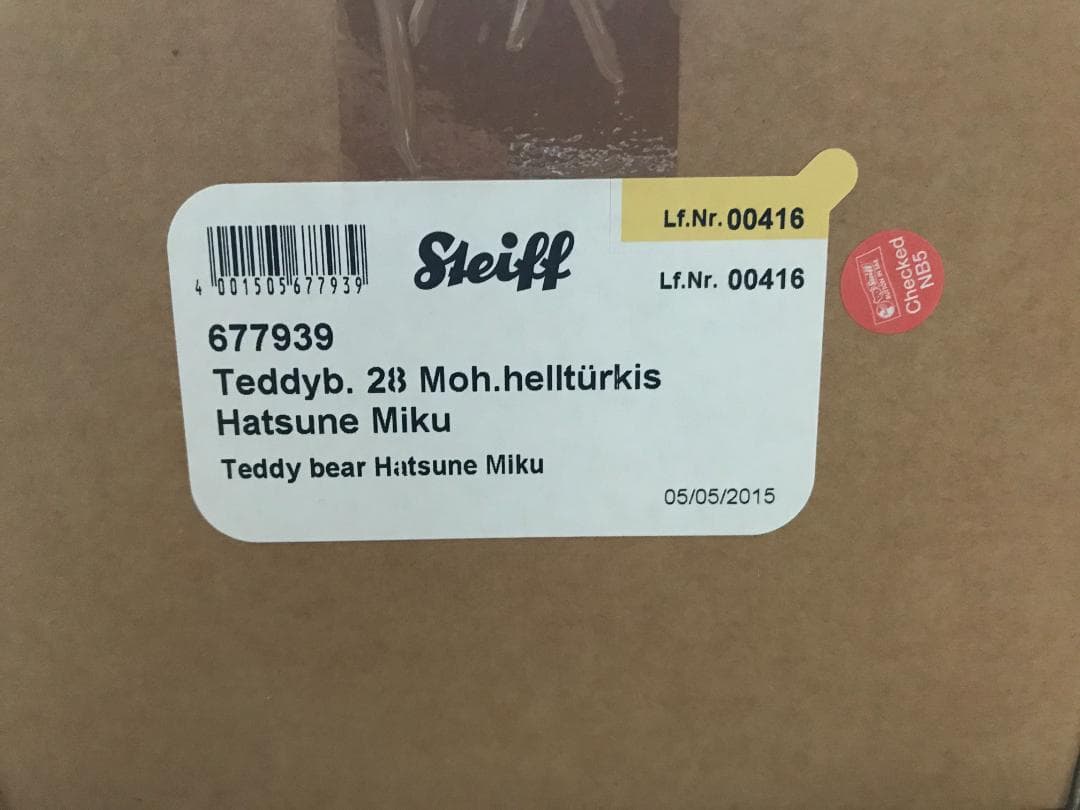 Lf.Nr. 00416
4 001505 677939
Steiff
Lf.Nr. 00416
677939
Teddyb. 28 Moh.helltürkis
Hatsune Miku
Teddy bear Hatsune Miku
05/05/2015
Checked
NB5
Steiff